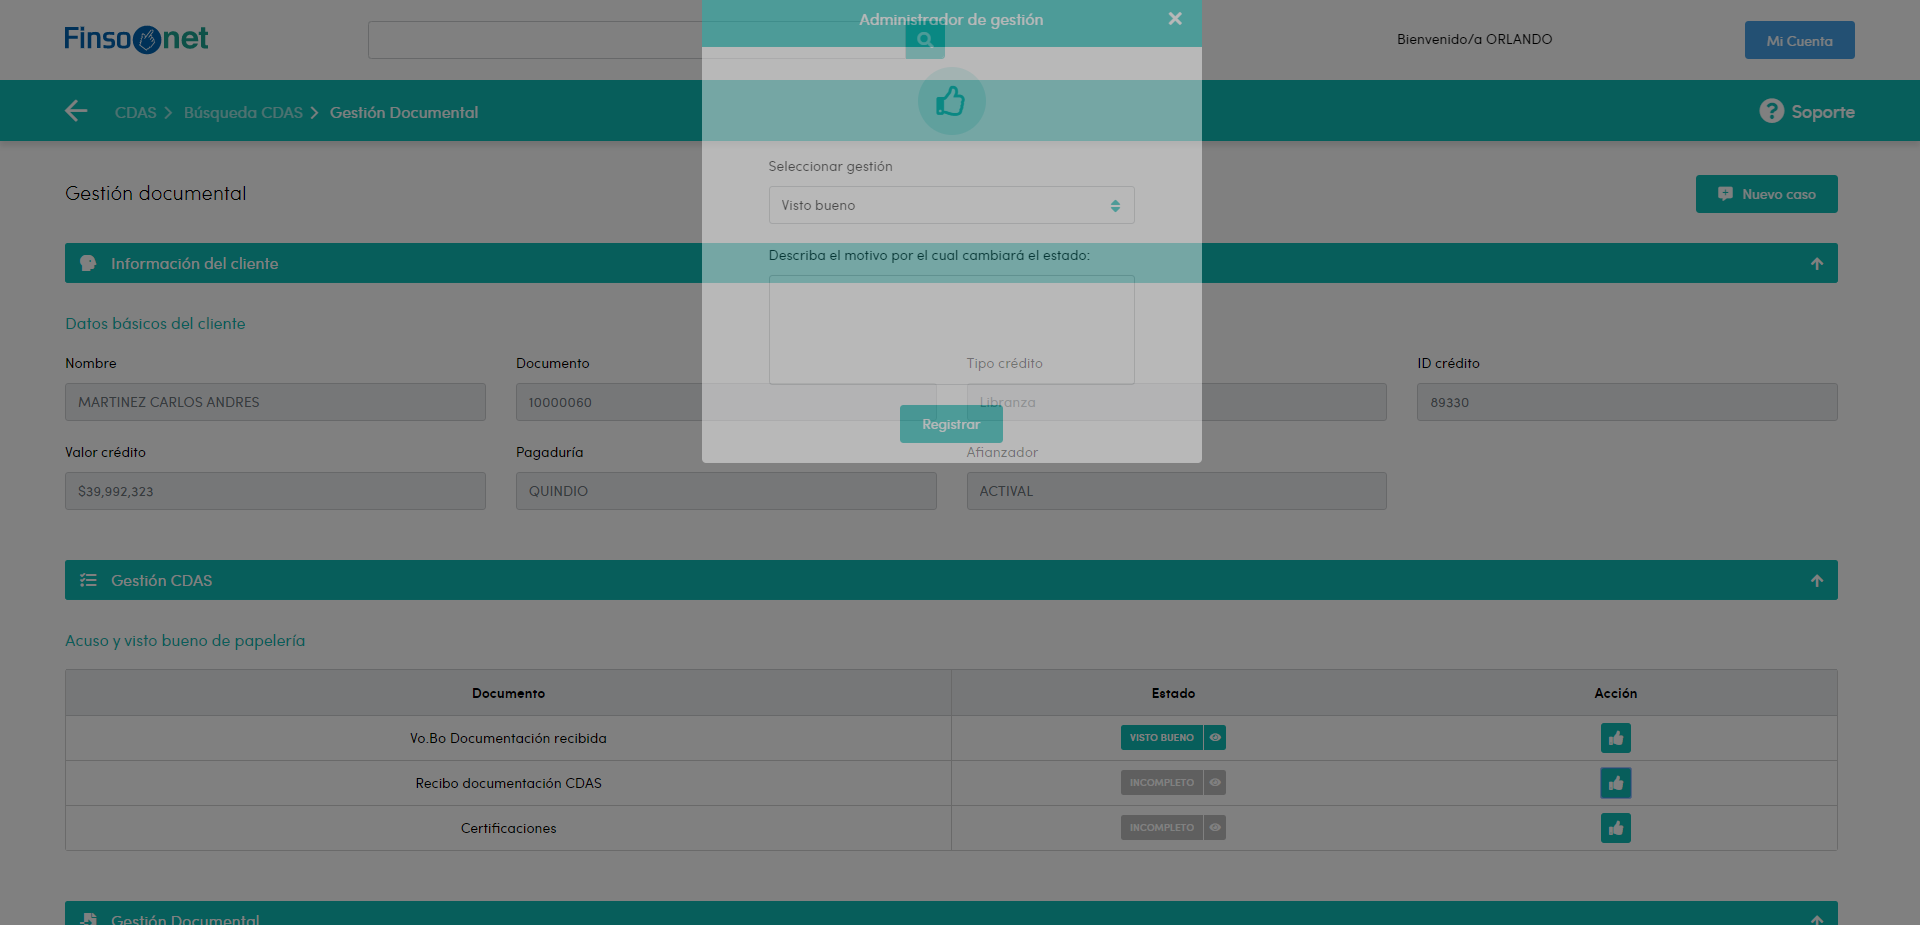 Finsonet
Bienvenido/a ORLANDO
Mi Cuenta
Administrador de gestión
CDAS
Búsqueda CDAS
Gestión Documental
Soporte
Seleccionar gestión
Visto bueno
Describa el motivo por el cual cambiará el estado:
Registrar
Gestión documental
Nuevo caso
Información del cliente
Datos básicos del cliente
Nombre
Documento
Tipo crédito
ID crédito
MARTINEZ CARLOS ANDRES
10000060
Libranza
89330
Valor crédito
Pagaduría
Afianzador
$39,992,323
QUINDIO
ACTIVAL
Gestión CDAS
Acuso y visto bueno de papelería
Documento
Estado
Acción
Vo.Bo Documentación recibida
VISTO BUENO
Recibo documentación CDAS
INCOMPLETO
Certificaciones
INCOMPLETO
Gestión Documental